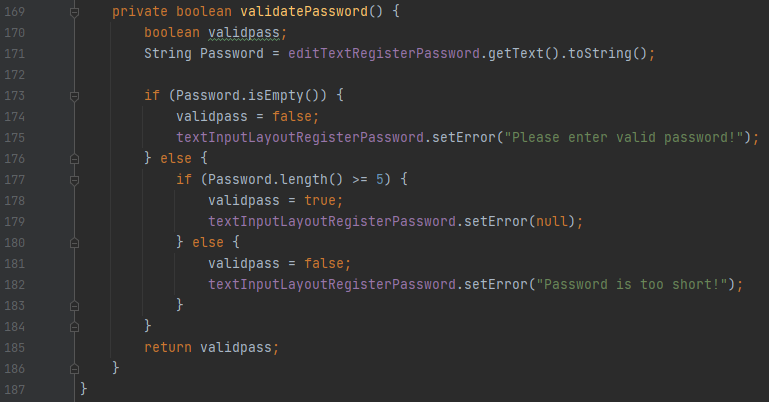 169 private boolean validatePassword() {
170 boolean validpass;
171 String Password = editTextRegisterPassword.getText().toString();
172
173 if (Password.isEmpty()) {
174 validpass = false;
175 textInputLayoutRegisterPassword.setError("Please enter valid password!");
176 } else {
177 if (Password.length() >= 5) {
178 validpass = true;
179 textInputLayoutRegisterPassword.setError(null);
180 } else {
181 validpass = false;
182 textInputLayoutRegisterPassword.setError("Password is too short!");
183 }
184 }
185 return validpass;
186 }
187 }